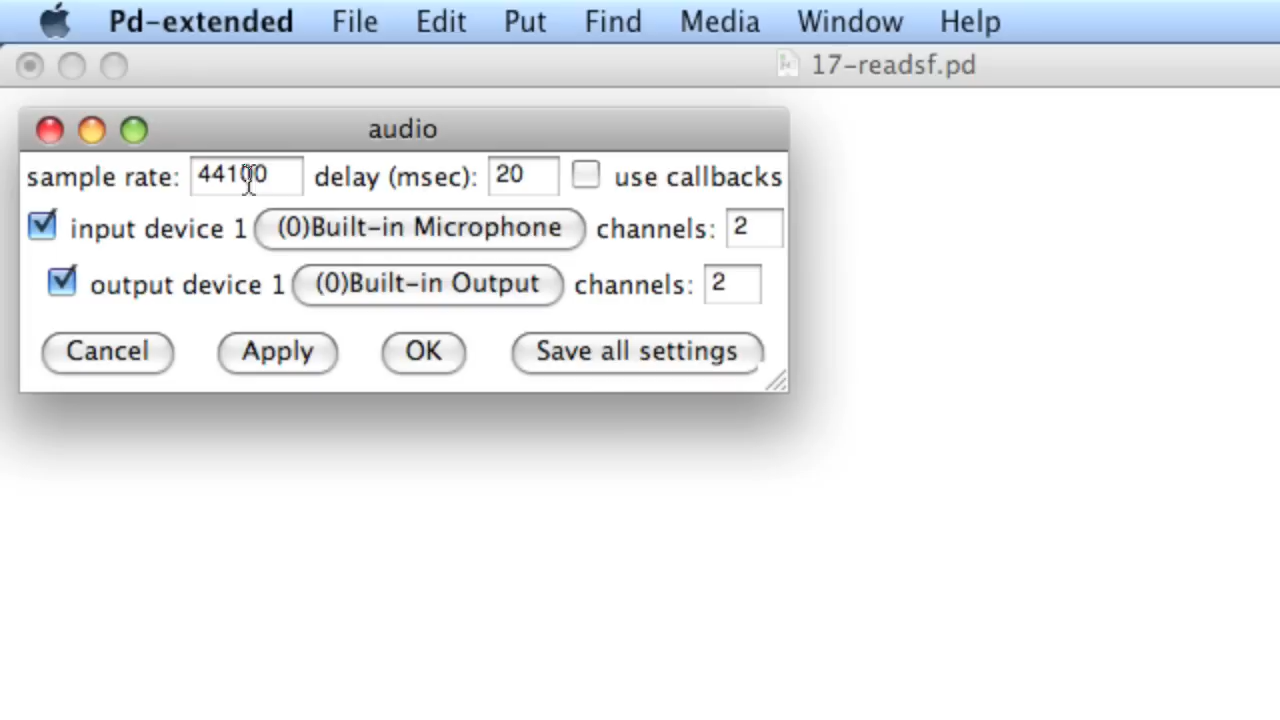 Pd-extended File Edit Put Find Media Window Help
17-readsf.pd
audio
sample rate: 44100 delay (msec): 20 use callbacks
input device 1 (0)Built-in Microphone channels: 2
output device 1 (0)Built-in Output channels: 2
Cancel Apply OK Save all settings